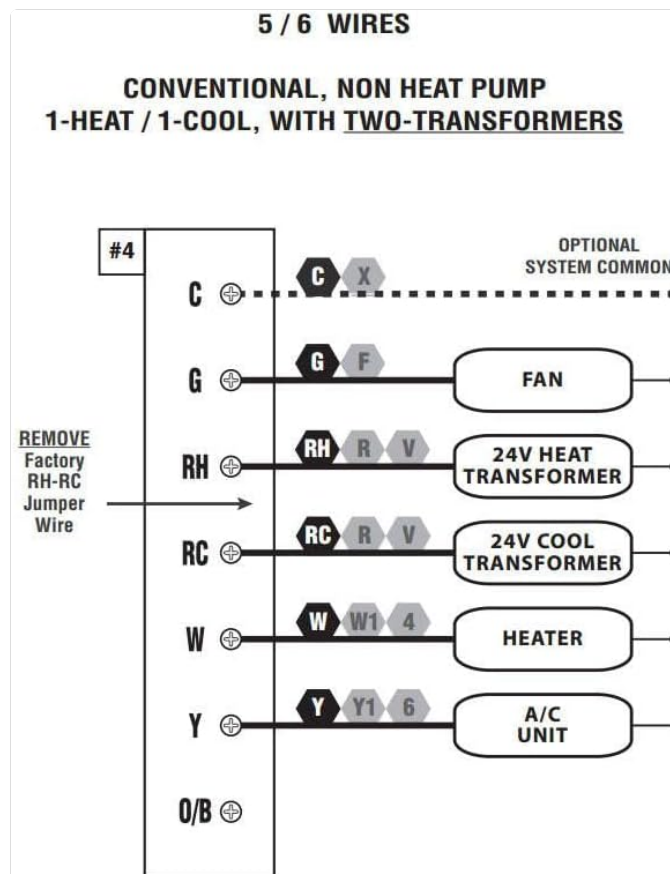 5 / 6 WIRES
CONVENTIONAL, NON HEAT PUMP
1-HEAT / 1-COOL, WITH TWO-TRANSFORMERS
#4
OPTIONAL
SYSTEM COMMON
C
C X
G
G F
FAN
REMOVE
Factory
RH-RC
Jumper
Wire
RH
RH R V
24V HEAT
TRANSFORMER
RC
RC R V
24V COOL
TRANSFORMER
W
W W1 4
HEATER
Y
Y Y1 6
A/C
UNIT
O/B